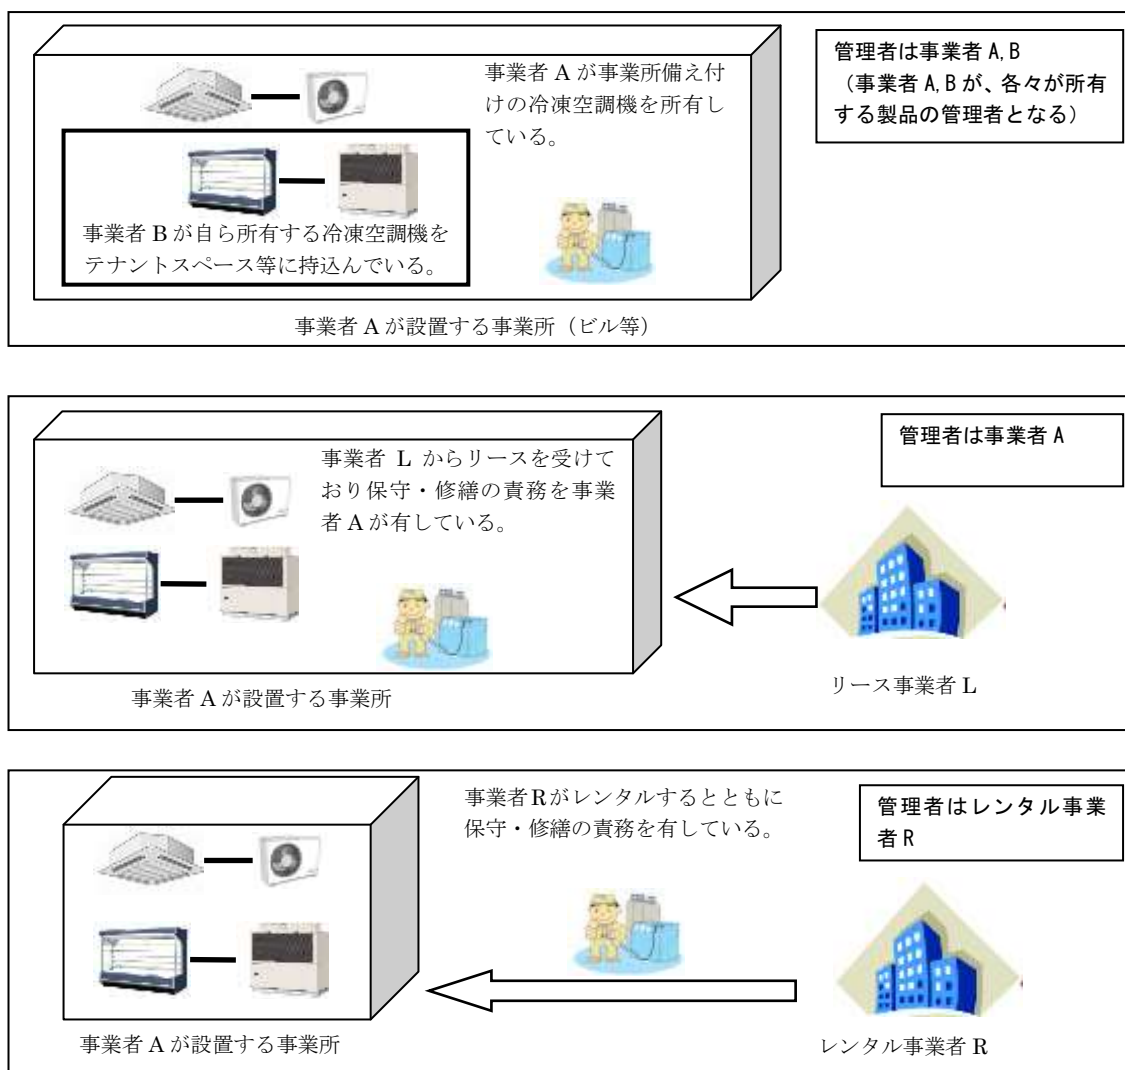 事業者 A が事業所備え付
けの冷凍空調機を所有し
ている。
管理者は事業者 A,B
（事業者 A,B が、各々が所有
する製品の管理者となる）
事業者 B が自ら所有する冷凍空調機を
テナントスペース等に持込んでいる。
事業者 A が設置する事業所（ビル等）
事業者 L からリースを受けて
おり保守・修繕の責務を事業
者 A が有している。
管理者は事業者 A
事業者 A が設置する事業所
リース事業者 L
事業者 R がレンタルするとともに
保守・修繕の責務を有している。
管理者はレンタル事業
者 R
事業者 A が設置する事業所
レンタル事業者 R